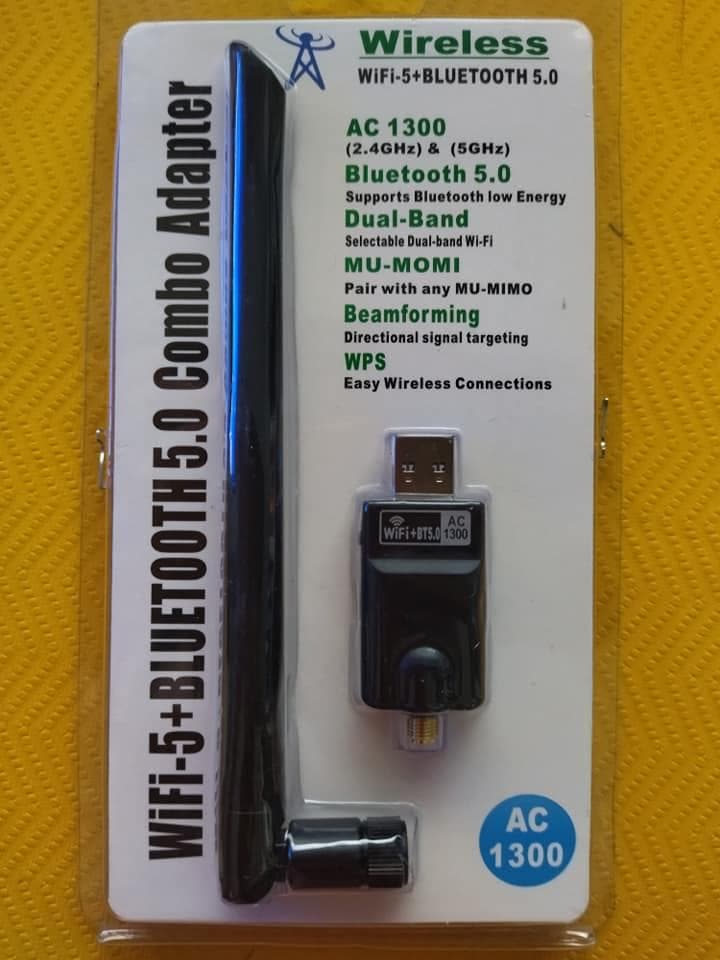 WiFi-5+BLUETOOTH 5.0 Combo Adapter
Wireless
WiFi-5+BLUETOOTH 5.0
AC 1300
(2.4GHz) & (5GHz)
Bluetooth 5.0
Supports Bluetooth low Energy
Dual-Band
Selectable Dual-band Wi-Fi
MU-MOMI
Pair with any MU-MIMO
Beamforming
Directional signal targeting
WPS
Easy Wireless Connections
WiFi+BT5.0
AC
1300
AC
1300